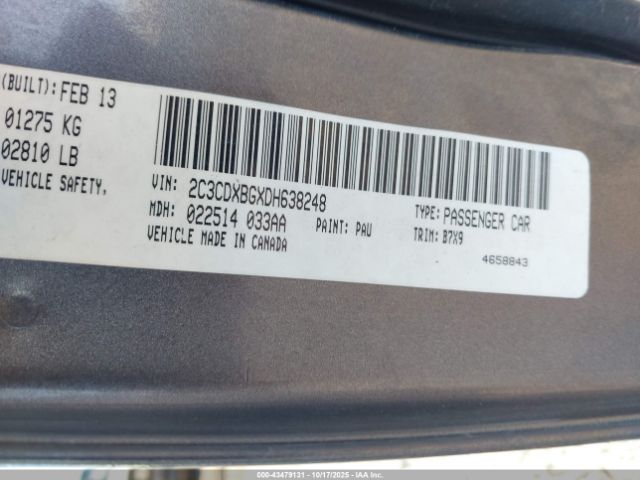 (BUILT): FEB 13
01275 KG
02810 LB
VEHICLE SAFETY,
VIN: 2C3CDXBGXDH638248
MDH: 022514 033AA PAINT: PAU
VEHICLE MADE IN CANADA
TYPE: PASSENGER CAR
TRIM: B7X9
4658843
000-43479131 - 10/17/2025 - IAA Inc. Copyright